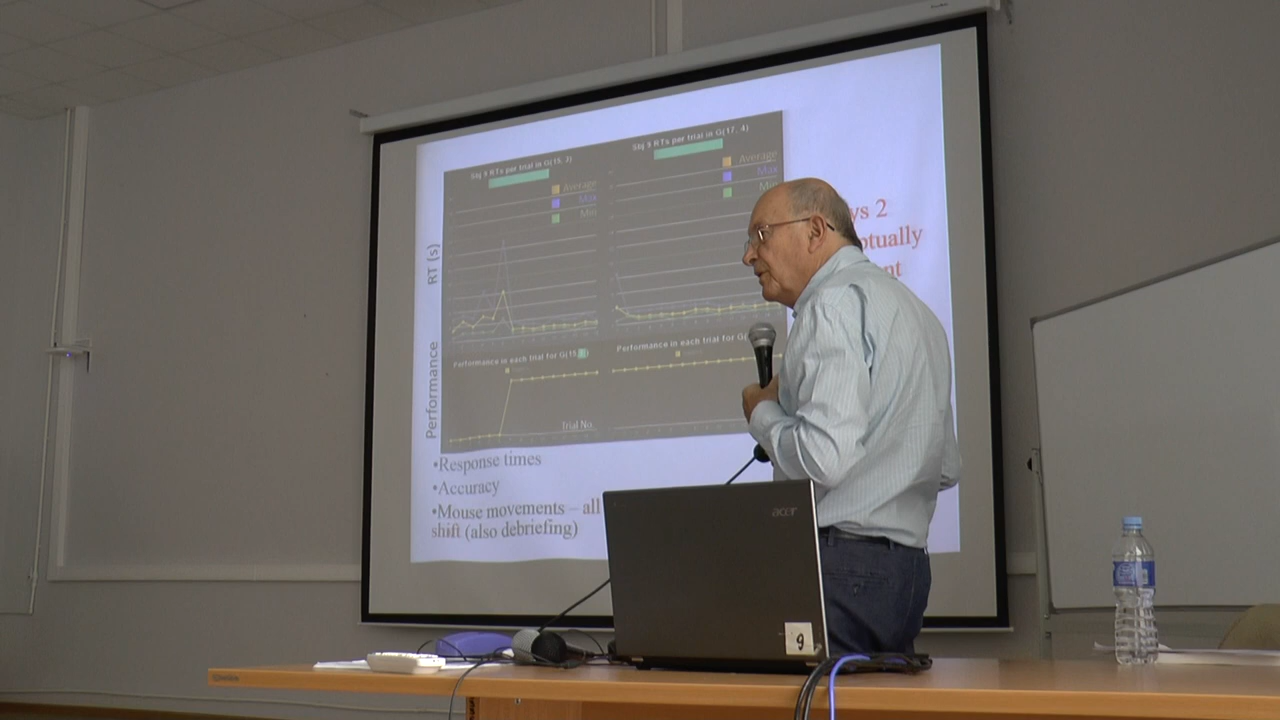 Sbj 9 RTs per trial in G(15, 2)
Average
Max
Min
Sbj 9 RTs per trial in G(17, 4)
Average
Max
Min
RT (s)
Performance
Performance in each trial for G(15,
Performance in each trial for G(
Trial No.
ys 2
ptually
nt
•Response times
•Accuracy
•Mouse movements – all
shift (also debriefing)
acer
9